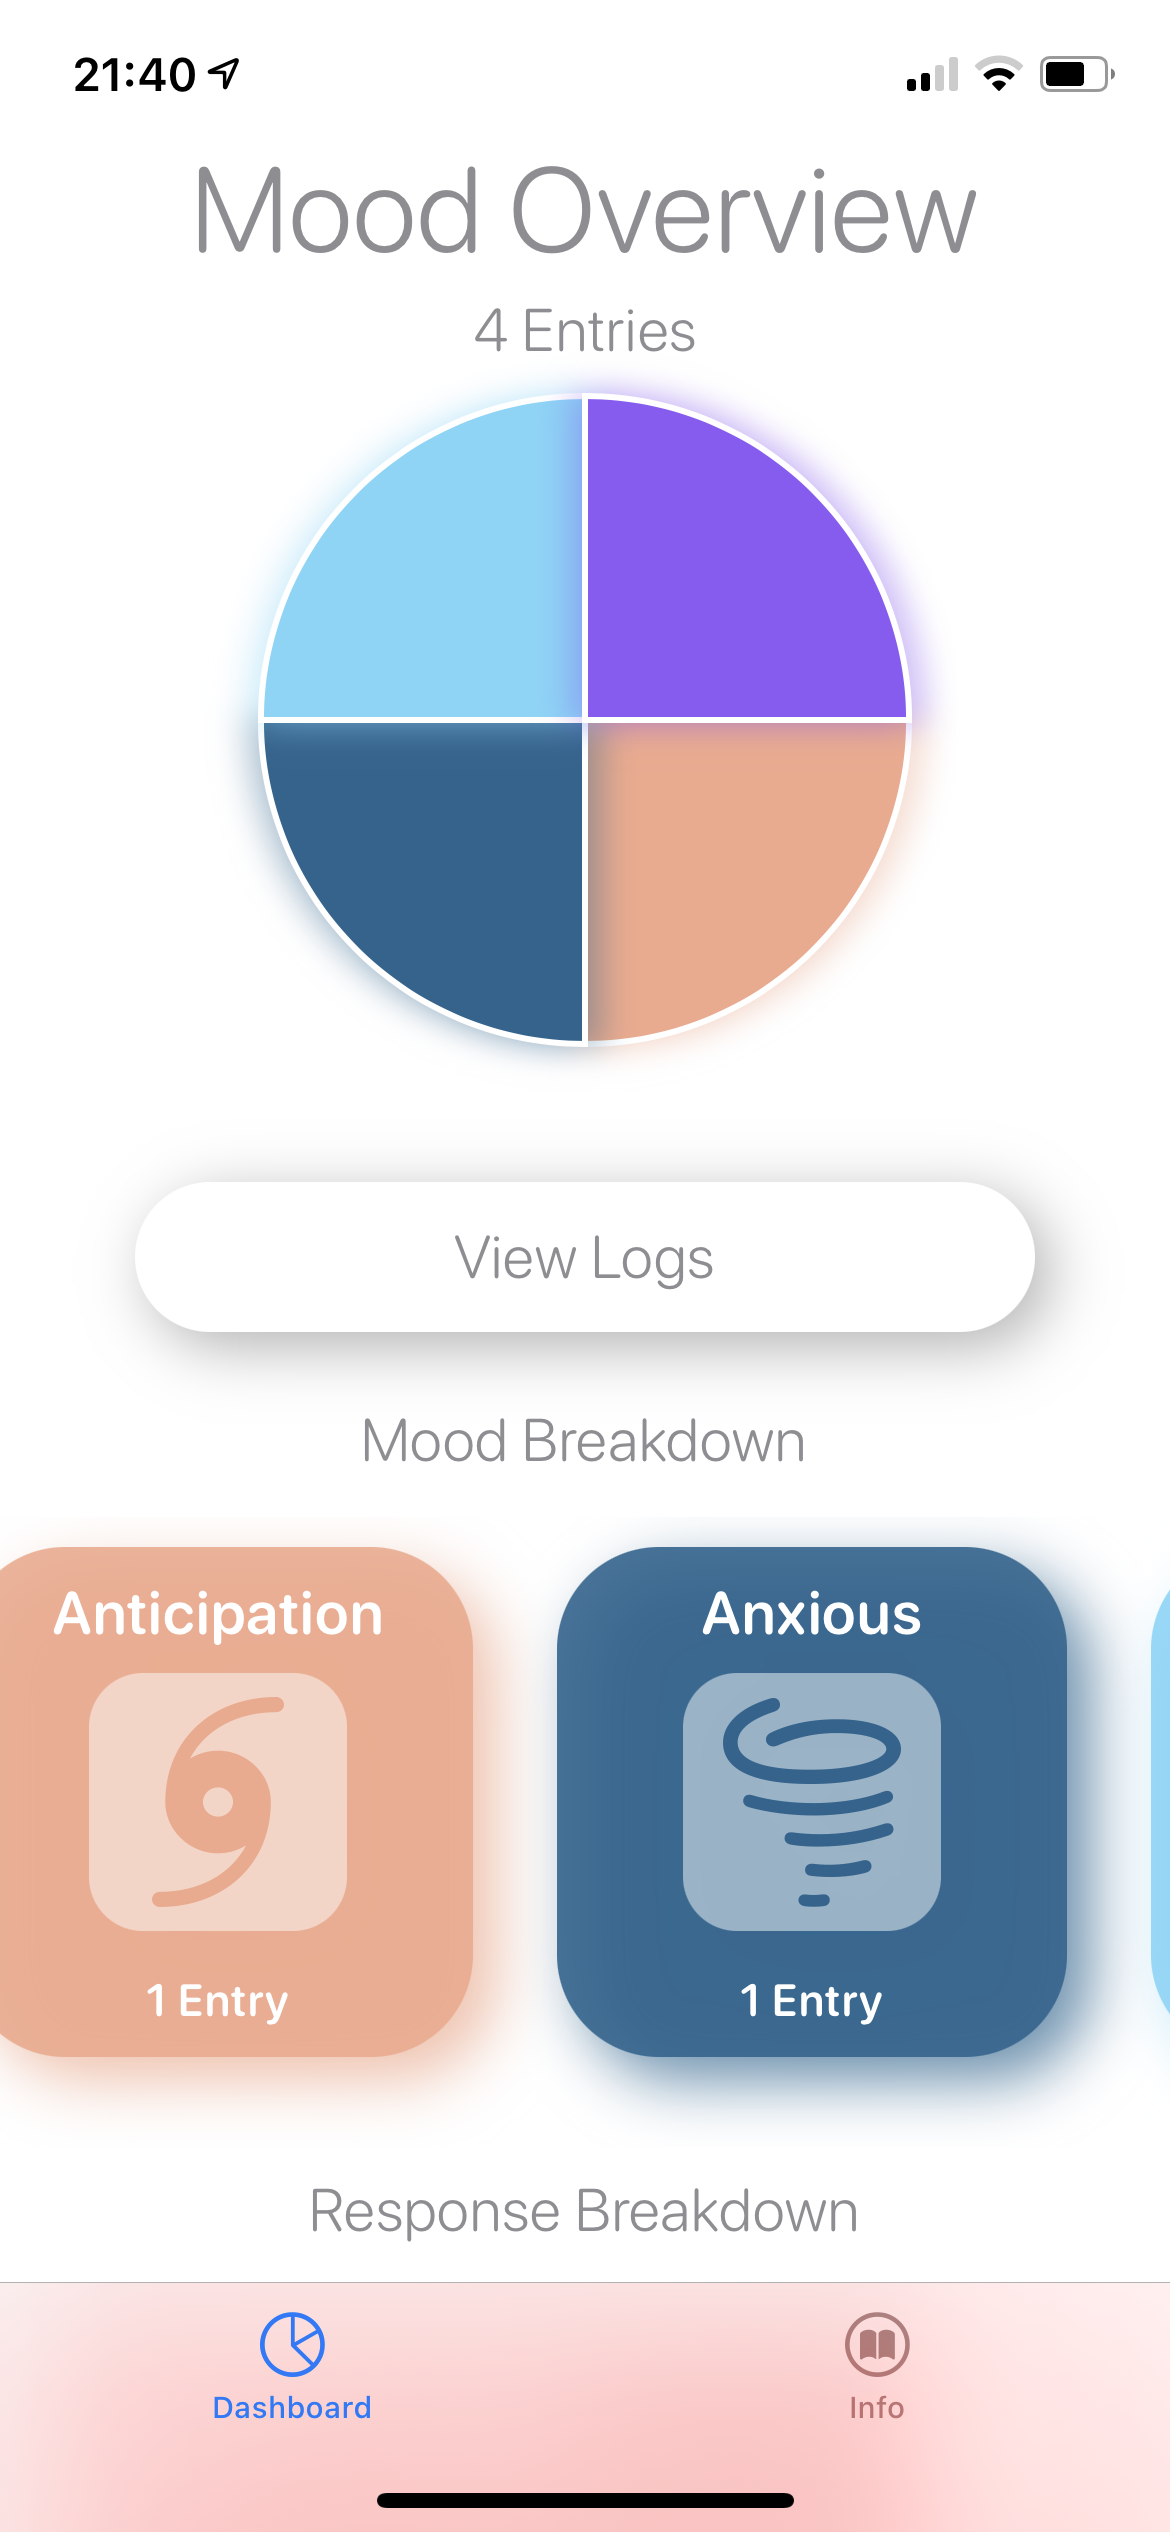 21:40
Mood Overview
4 Entries
View Logs
Mood Breakdown
Anticipation
1 Entry
Anxious
1 Entry
Response Breakdown
Dashboard
Info